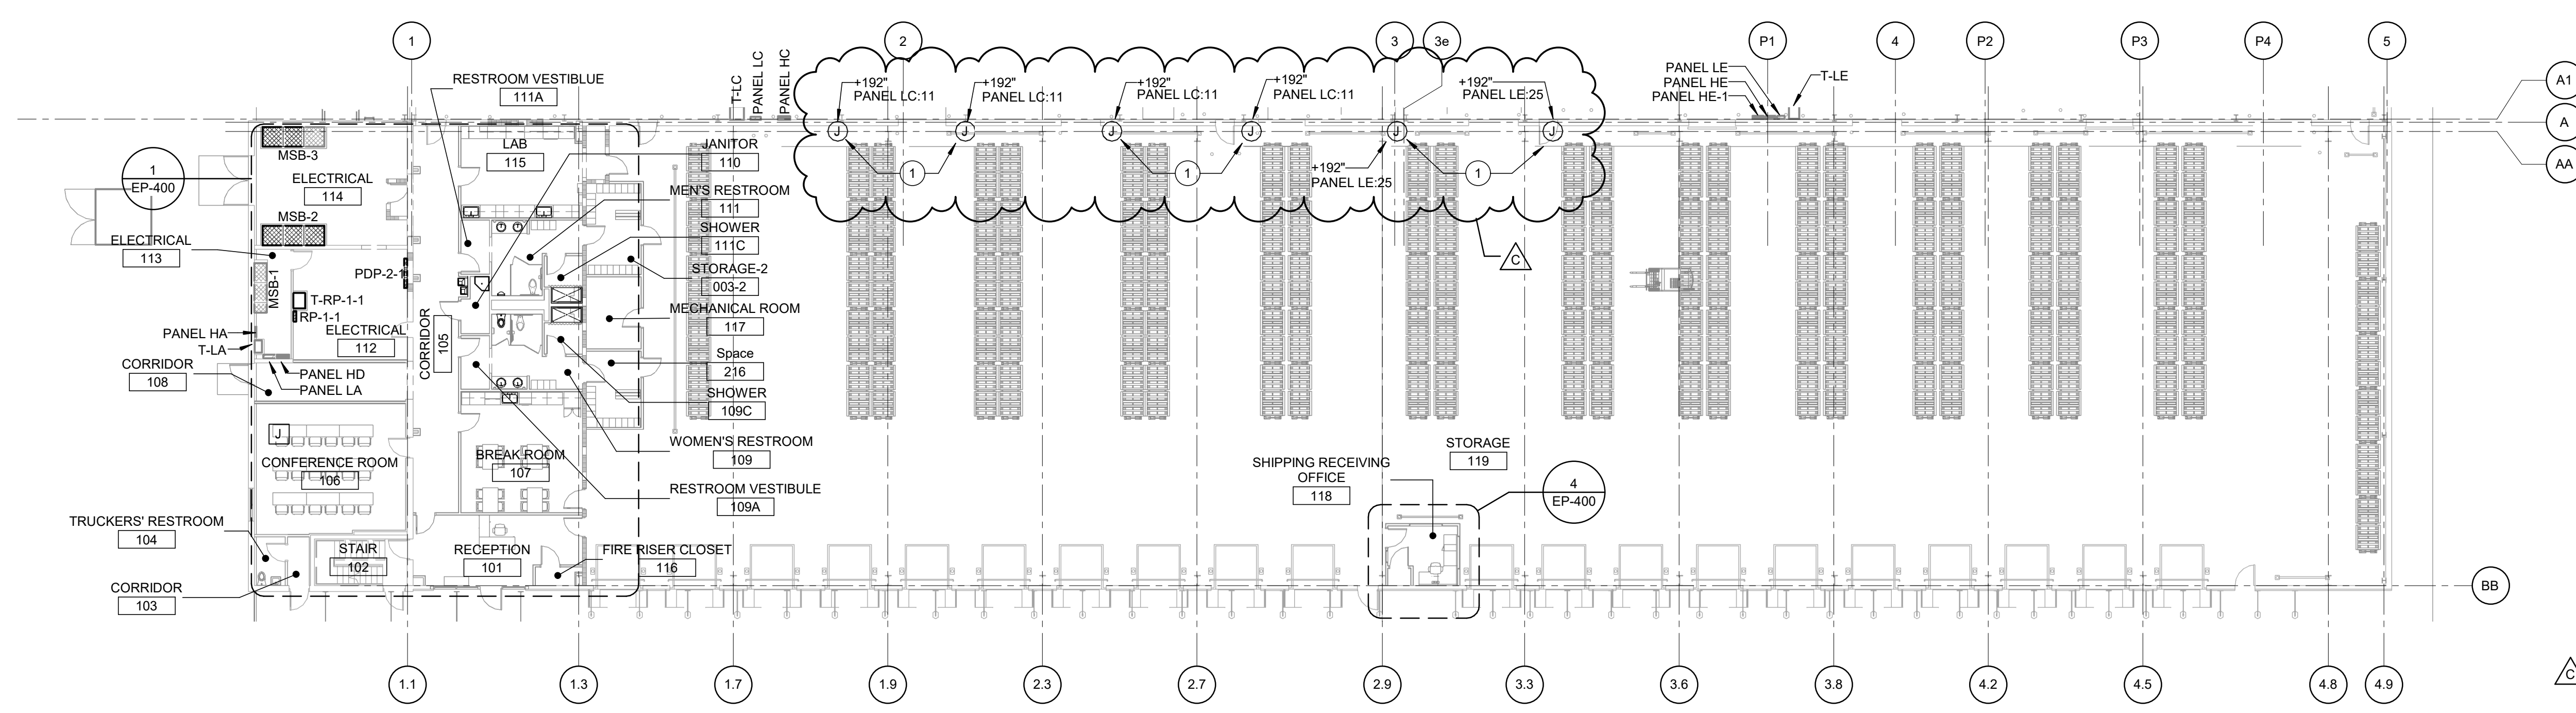 1
2
3
3e
P1
4
P2
P3
P4
5
A1
A
AA
BB
RESTROOM VESTIBLUE
111A
T-LC
PANEL LC
PANEL HC
+192"
PANEL LC:11
+192"
PANEL LC:11
+192"
PANEL LC:11
+192"
PANEL LC:11
+192"
PANEL LE:25
J
J
J
J
J
J
1
1
1
+192"
PANEL LE:25
C
PANEL LE
PANEL HE
PANEL HE-1
T-LE
1
EP-400
MSB-3
ELECTRICAL
114
MSB-2
ELECTRICAL
113
MSB-1
PDP-2-1
T-RP-1-1
RP-1-1
ELECTRICAL
112
PANEL HA
T-LA
CORRIDOR
108
PANEL HD
PANEL LA
CORRIDOR
105
LAB
115
JANITOR
110
MEN'S RESTROOM
111
SHOWER
111C
STORAGE-2
003-2
MECHANICAL ROOM
117
Space
216
SHOWER
109C
WOMEN'S RESTROOM
109
RESTROOM VESTIBULE
109A
J
CONFERENCE ROOM
106
BREAK ROOM
107
TRUCKERS' RESTROOM
104
CORRIDOR
103
STAIR
102
RECEPTION
101
FIRE RISER CLOSET
116
SHIPPING RECEIVING
OFFICE
118
STORAGE
119
4
EP-400
C
1.1
1.3
1.7
1.9
2.3
2.7
2.9
3.3
3.6
3.8
4.2
4.5
4.8
4.9